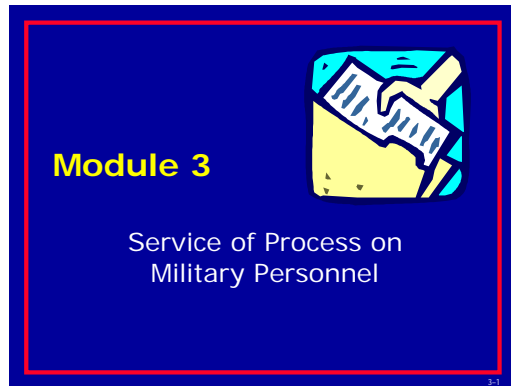 Module 3
Service of Process on
Military Personnel
3-1